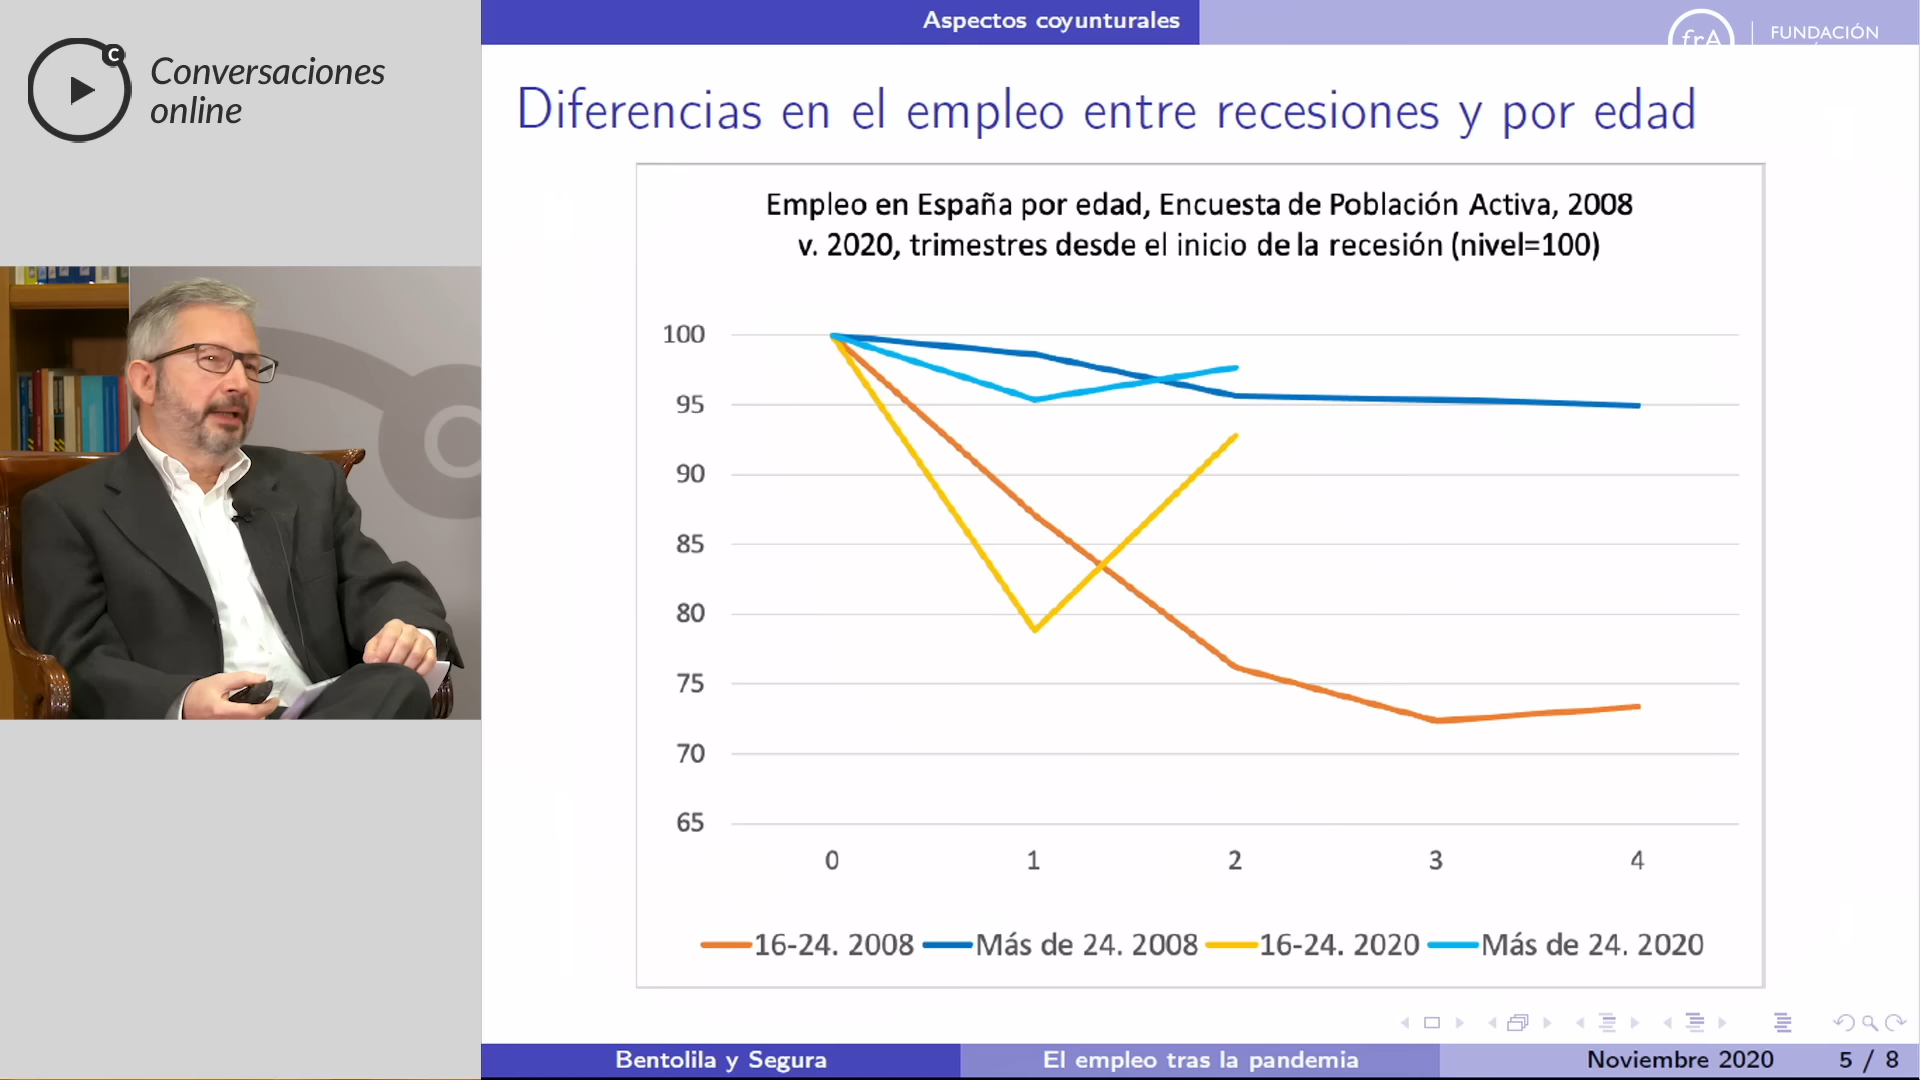 Conversaciones
online
C
Aspectos coyunturales
frA
FUNDACIÓN
Diferencias en el empleo entre recesiones y por edad
Empleo en España por edad, Encuesta de Población Activa, 2008
v. 2020, trimestres desde el inicio de la recesión (nivel=100)
100
95
90
85
80
75
70
65
0 1 2 3 4
16-24. 2008 Más de 24. 2008 16-24. 2020 Más de 24. 2020
Bentolila y Segura El empleo tras la pandemia Noviembre 2020 5 / 8